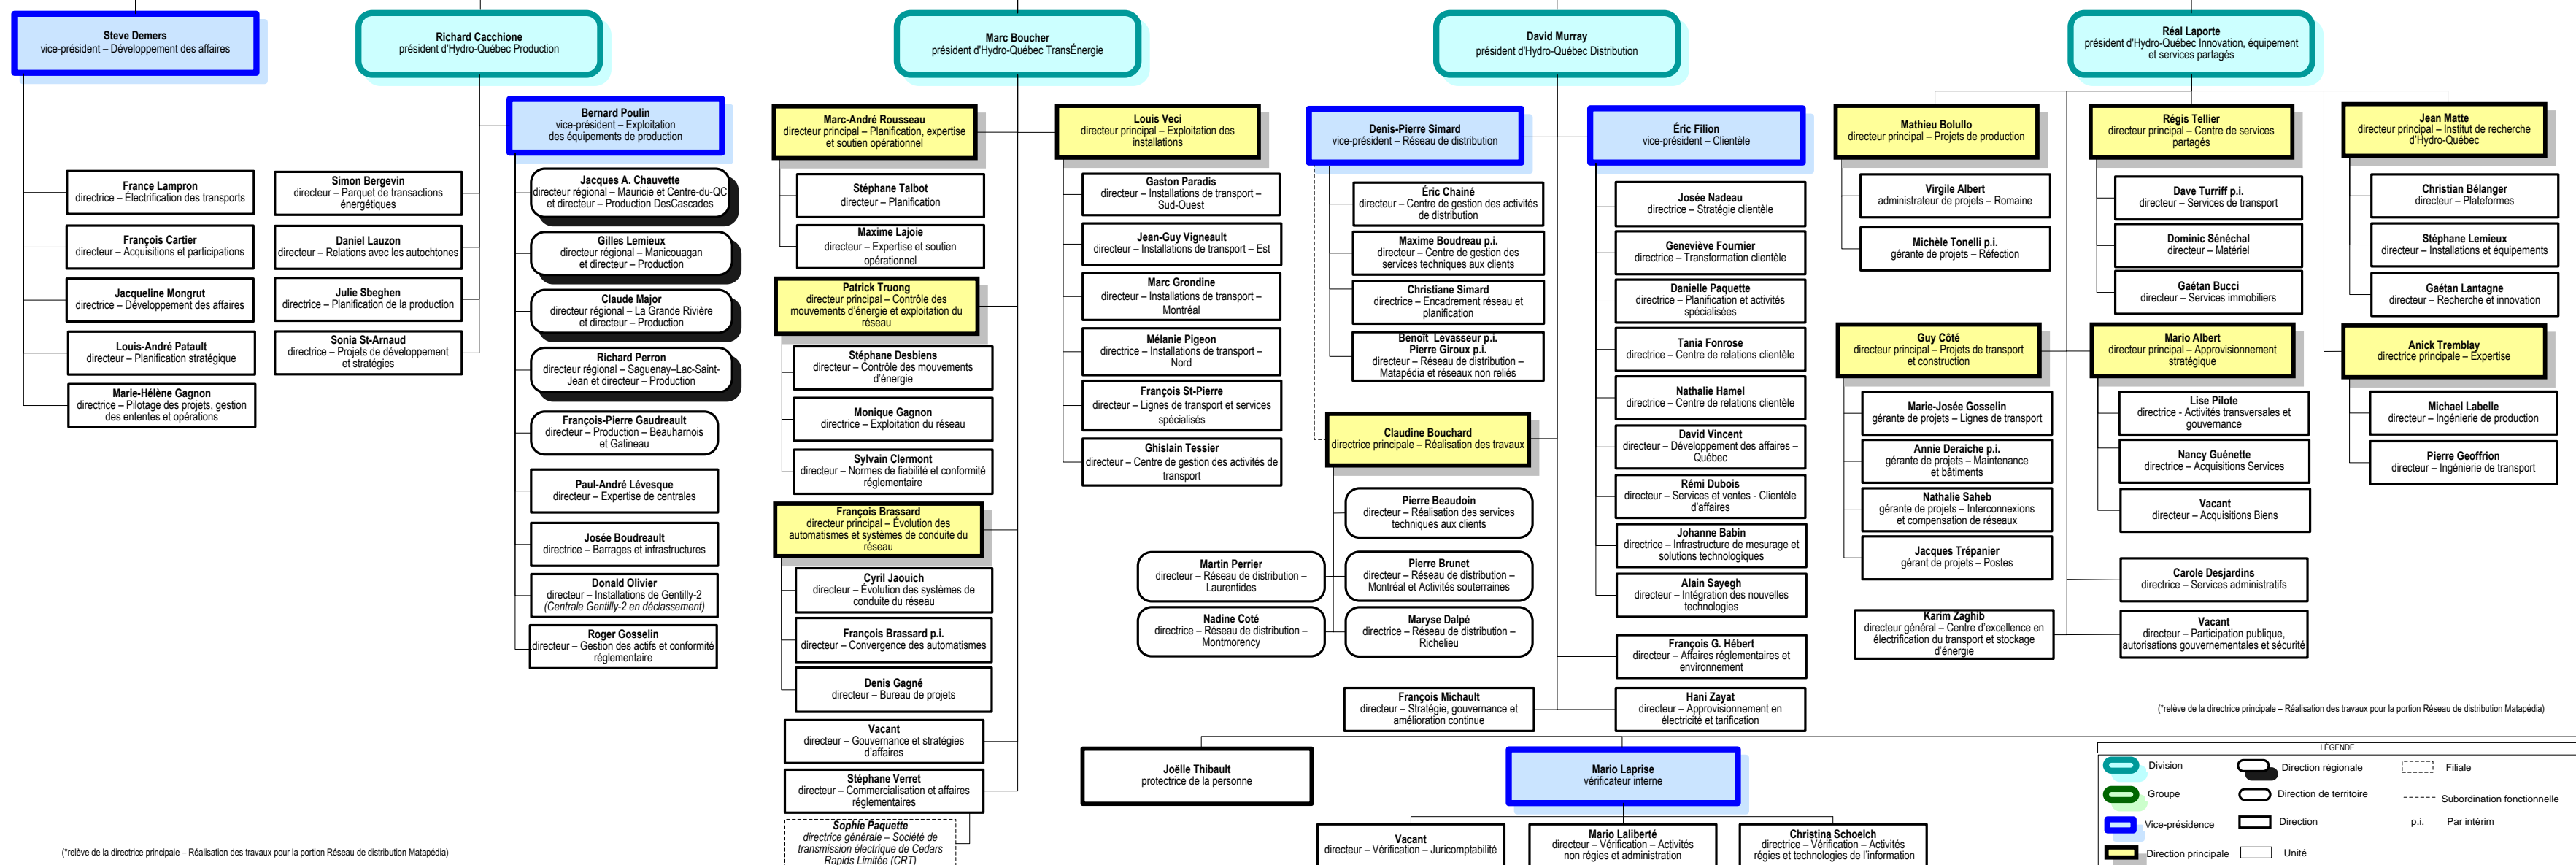 Steve Demers
vice-président – Développement des affaires
France Lampron
directrice – Électrification des transports
François Cartier
directeur – Acquisitions et participations
Jacqueline Mongrut
directrice – Développement des affaires
Louis-André Patault
directeur – Planification stratégique
Marie-Hélène Gagnon
directrice – Pilotage des projets, gestion
des ententes et opérations
Richard Cacchione
président d'Hydro-Québec Production
Simon Bergevin
directeur – Parquet de transactions
énergétiques
Daniel Lauzon
directeur – Relations avec les autochtones
Julie Sbeghen
directrice – Planification de la production
Sonia St-Arnaud
directrice – Projets de développement
et stratégies
Bernard Poulin
vice-président – Exploitation
des équipements de production
Jacques A. Chauvette
directeur régional – Mauricie et Centre-du-QC
et directeur – Production DesCascades
Gilles Lemieux
directeur régional – Manicouagan
et directeur – Production
Claude Major
directeur régional – La Grande Rivière
et directeur – Production
Richard Perron
directeur régional – Saguenay–Lac-Saint-
Jean et directeur – Production
François-Pierre Gaudreault
directeur – Production – Beauharnois
et Gatineau
Paul-André Lévesque
directeur – Expertise de centrales
Josée Boudreault
directrice – Barrages et infrastructures
Donald Olivier
directeur – Installations de Gentilly-2
(Centrale Gentilly-2 en déclassement)
Roger Gosselin
directeur – Gestion des actifs et conformité
réglementaire
Marc Boucher
président d'Hydro-Québec TransÉnergie
Marc-André Rousseau
directeur principal – Planification, expertise
et soutien opérationnel
Stéphane Talbot
directeur – Planification
Maxime Lajoie
directeur – Expertise et soutien
opérationnel
Patrick Truong
directeur principal – Contrôle des
mouvements d'énergie et exploitation du
réseau
Stéphane Desbiens
directeur – Contrôle des mouvements
d'énergie
Monique Gagnon
directrice – Exploitation du réseau
Sylvain Clermont
directeur – Normes de fiabilité et conformité
réglementaire
François Brassard
directeur principal – Évolution des
automatismes et systèmes de conduite du
réseau
Cyril Jaouich
directeur – Évolution des systèmes de
conduite du réseau
François Brassard p.i.
directeur – Convergence des automatismes
Denis Gagné
directeur – Bureau de projets
Vacant
directeur – Gouvernance et stratégies
d'affaires
Stéphane Verret
directeur – Commercialisation et affaires
réglementaires
Sophie Paquette
directrice générale – Société de
transmission électrique de Cedars
Rapids Limitée (CRT)
Louis Veci
directeur principal – Exploitation des
installations
Gaston Paradis
directeur – Installations de transport –
Sud-Ouest
Jean-Guy Vigneault
directeur – Installations de transport – Est
Marc Grondine
directeur – Installations de transport –
Montréal
Mélanie Pigeon
directrice – Installations de transport –
Nord
François St-Pierre
directeur – Lignes de transport et services
spécialisés
Ghislain Tessier
directeur – Centre de gestion des activités de
transport
David Murray
président d'Hydro-Québec Distribution
Denis-Pierre Simard
vice-président – Réseau de distribution
Éric Chainé
directeur – Centre de gestion des activités
de distribution
Maxime Boudreau p.i.
directeur – Centre de gestion des
services techniques aux clients
Christiane Simard
directrice – Encadrement réseau et
planification
Benoît Levasseur p.i.
Pierre Giroux p.i.
directeur – Réseau de distribution –
Matapédia et réseaux non reliés
Claudine Bouchard
directrice principale – Réalisation des travaux
Pierre Beaudoin
directeur – Réalisation des services
techniques aux clients
Martin Perrier
directeur – Réseau de distribution –
Laurentides
Pierre Brunet
directeur – Réseau de distribution –
Montréal et Activités souterraines
Nadine Coté
directrice – Réseau de distribution –
Montmorency
Maryse Dalpé
directrice – Réseau de distribution –
Richelieu
François Michault
directeur – Stratégie, gouvernance et
amélioration continue
Éric Filion
vice-président – Clientèle
Josée Nadeau
directrice – Stratégie clientèle
Geneviève Fournier
directrice – Transformation clientèle
Danielle Paquette
directrice – Planification et activités
spécialisées
Tania Fonrose
directrice – Centre de relations clientèle
Nathalie Hamel
directrice – Centre de relations clientèle
David Vincent
directeur – Développement des affaires –
Québec
Rémi Dubois
directeur – Services et ventes - Clientèle
d'affaires
Johanne Babin
directrice – Infrastructure de mesurage et
solutions technologiques
Alain Sayegh
directeur – Intégration des nouvelles
technologies
François G. Hébert
directeur – Affaires réglementaires et
environnement
Hani Zayat
directeur – Approvisionnement en
électricité et tarification
Réal Laporte
président d'Hydro-Québec Innovation, équipement
et services partagés
Mathieu Bolullo
directeur principal – Projets de production
Virgile Albert
administrateur de projets – Romaine
Michèle Tonelli p.i.
gérante de projets – Réfection
Guy Côté
directeur principal – Projets de transport
et construction
Marie-Josée Gosselin
gérante de projets – Lignes de transport
Annie Deraiche p.i.
gérante de projets – Maintenance
et bâtiments
Nathalie Saheb
gérante de projets – Interconnexions
et compensation de réseaux
Jacques Trépanier
gérant de projets – Postes
Karim Zaghib
directeur général – Centre d'excellence en
électrification du transport et stockage
d'énergie
Régis Tellier
directeur principal – Centre de services
partagés
Dave Turriff p.i.
directeur – Services de transport
Dominic Sénéchal
directeur – Matériel
Gaétan Bucci
directeur – Services immobiliers
Mario Albert
directeur principal – Approvisionnement
stratégique
Lise Pilote
directrice - Activités transversales et
gouvernance
Nancy Guénette
directrice – Acquisitions Services
Vacant
directeur – Acquisitions Biens
Carole Desjardins
directrice – Services administratifs
Vacant
directeur – Participation publique,
autorisations gouvernementales et sécurité
Jean Matte
directeur principal – Institut de recherche
d'Hydro-Québec
Christian Bélanger
directeur – Plateformes
Stéphane Lemieux
directeur – Installations et équipements
Gaétan Lantagne
directeur – Recherche et innovation
Anick Tremblay
directrice principale – Expertise
Michael Labelle
directeur – Ingénierie de production
Pierre Geoffrion
directeur – Ingénierie de transport
(*relève de la directrice principale – Réalisation des travaux pour la portion Réseau de distribution Matapédia)
Joëlle Thibault
protectrice de la personne
Mario Laprise
vérificateur interne
Vacant
directeur – Vérification – Juricomptabilité
Mario Laliberté
directeur – Vérification – Activités
non régies et administration
Christina Schoelch
directrice – Vérification – Activités
régies et technologies de l'information
(*relève de la directrice principale – Réalisation des travaux pour la portion Réseau de distribution Matapédia)
LÉGENDE
Division
Direction régionale
Filiale
Groupe
Direction de territoire
Subordination fonctionnelle
Vice-présidence
Direction
p.i. Par intérim
Direction principale
Unité